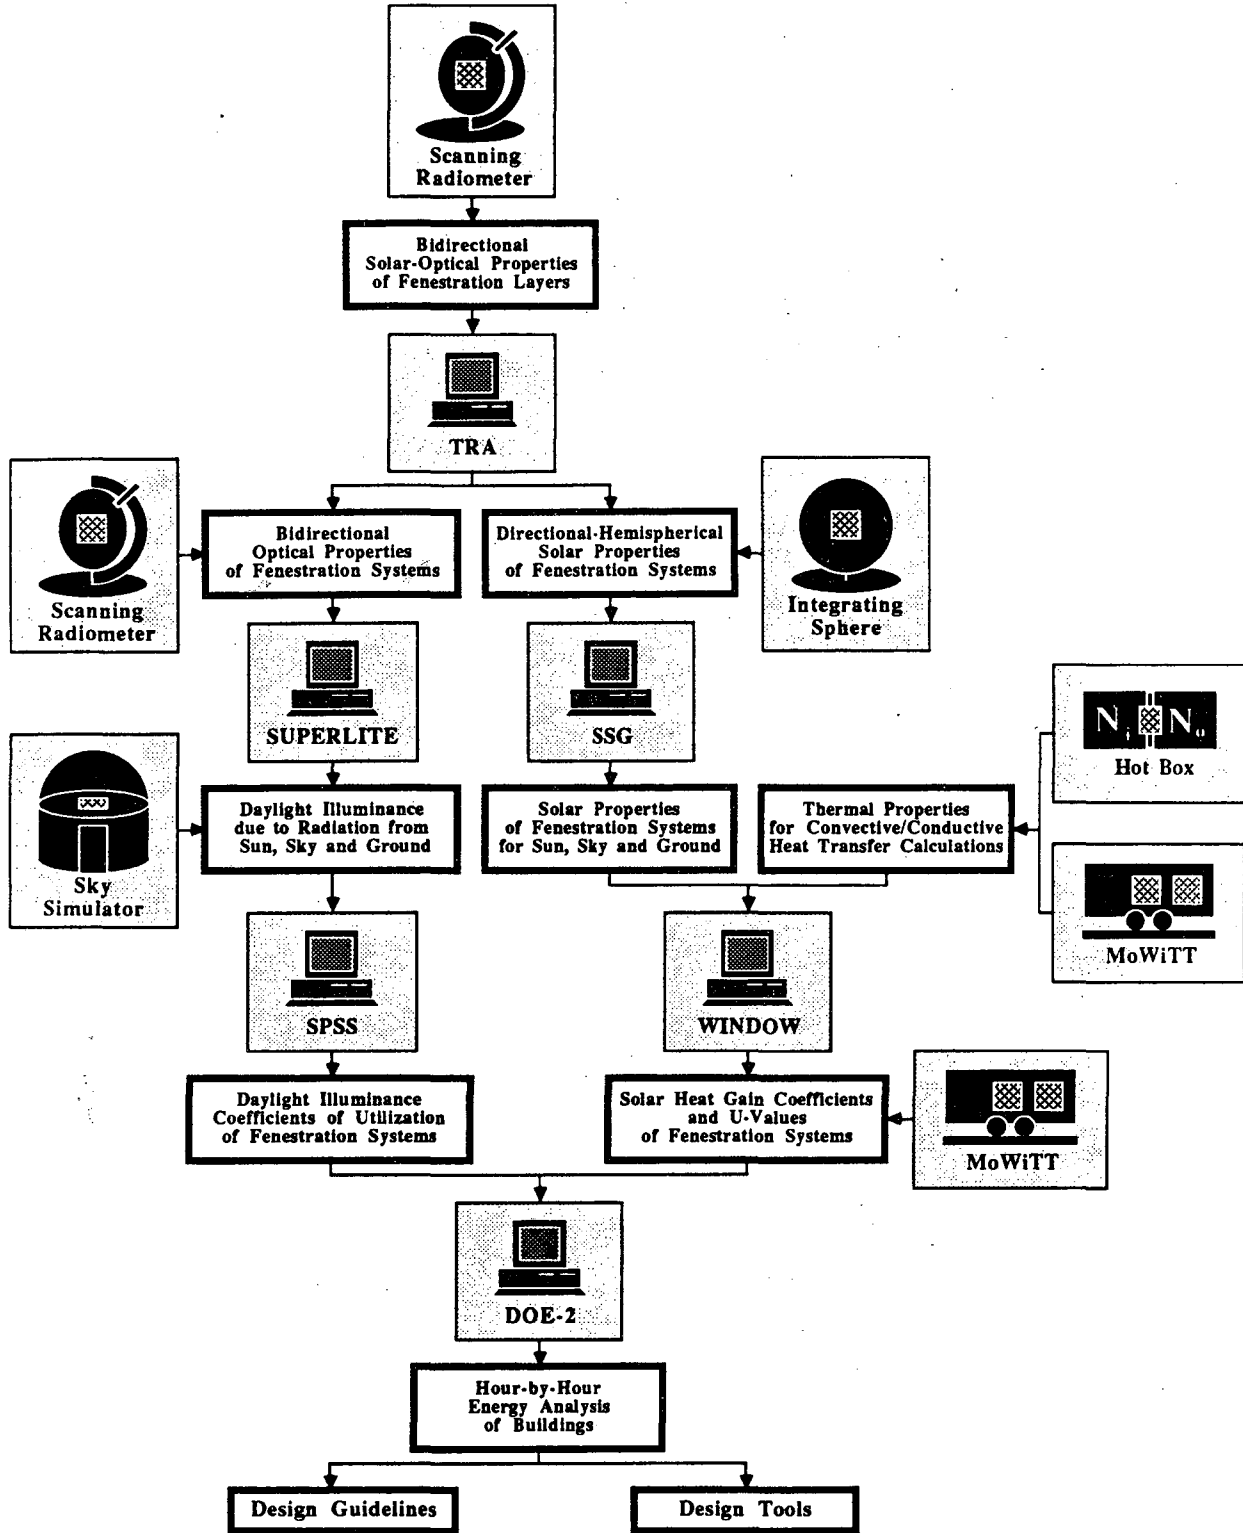 Scanning
Radiometer
Bidirectional
Solar-Optical Properties
of Fenestration Layers
TRA
Scanning
Radiometer
Bidirectional
Optical Properties
of Fenestration Systems
Directional-Hemispherical
Solar Properties
of Fenestration Systems
Integrating
Sphere
SUPERLITE
SSG
N N
Hot Box
Sky
Simulator
Daylight Illuminance
due to Radiation from
Sun, Sky and Ground
Solar Properties
of Fenestration Systems
for Sun, Sky and Ground
Thermal Properties
for Convective/Conductive
Heat Transfer Calculations
MoWiTT
SPSS
WINDOW
Daylight Illuminance
Coefficients of Utilization
of Fenestration Systems
Solar Heat Gain Coefficients
and U-Values
of Fenestration Systems
MoWiTT
DOE-2
Hour-by-Hour
Energy Analysis
of Buildings
Design Guidelines
Design Tools